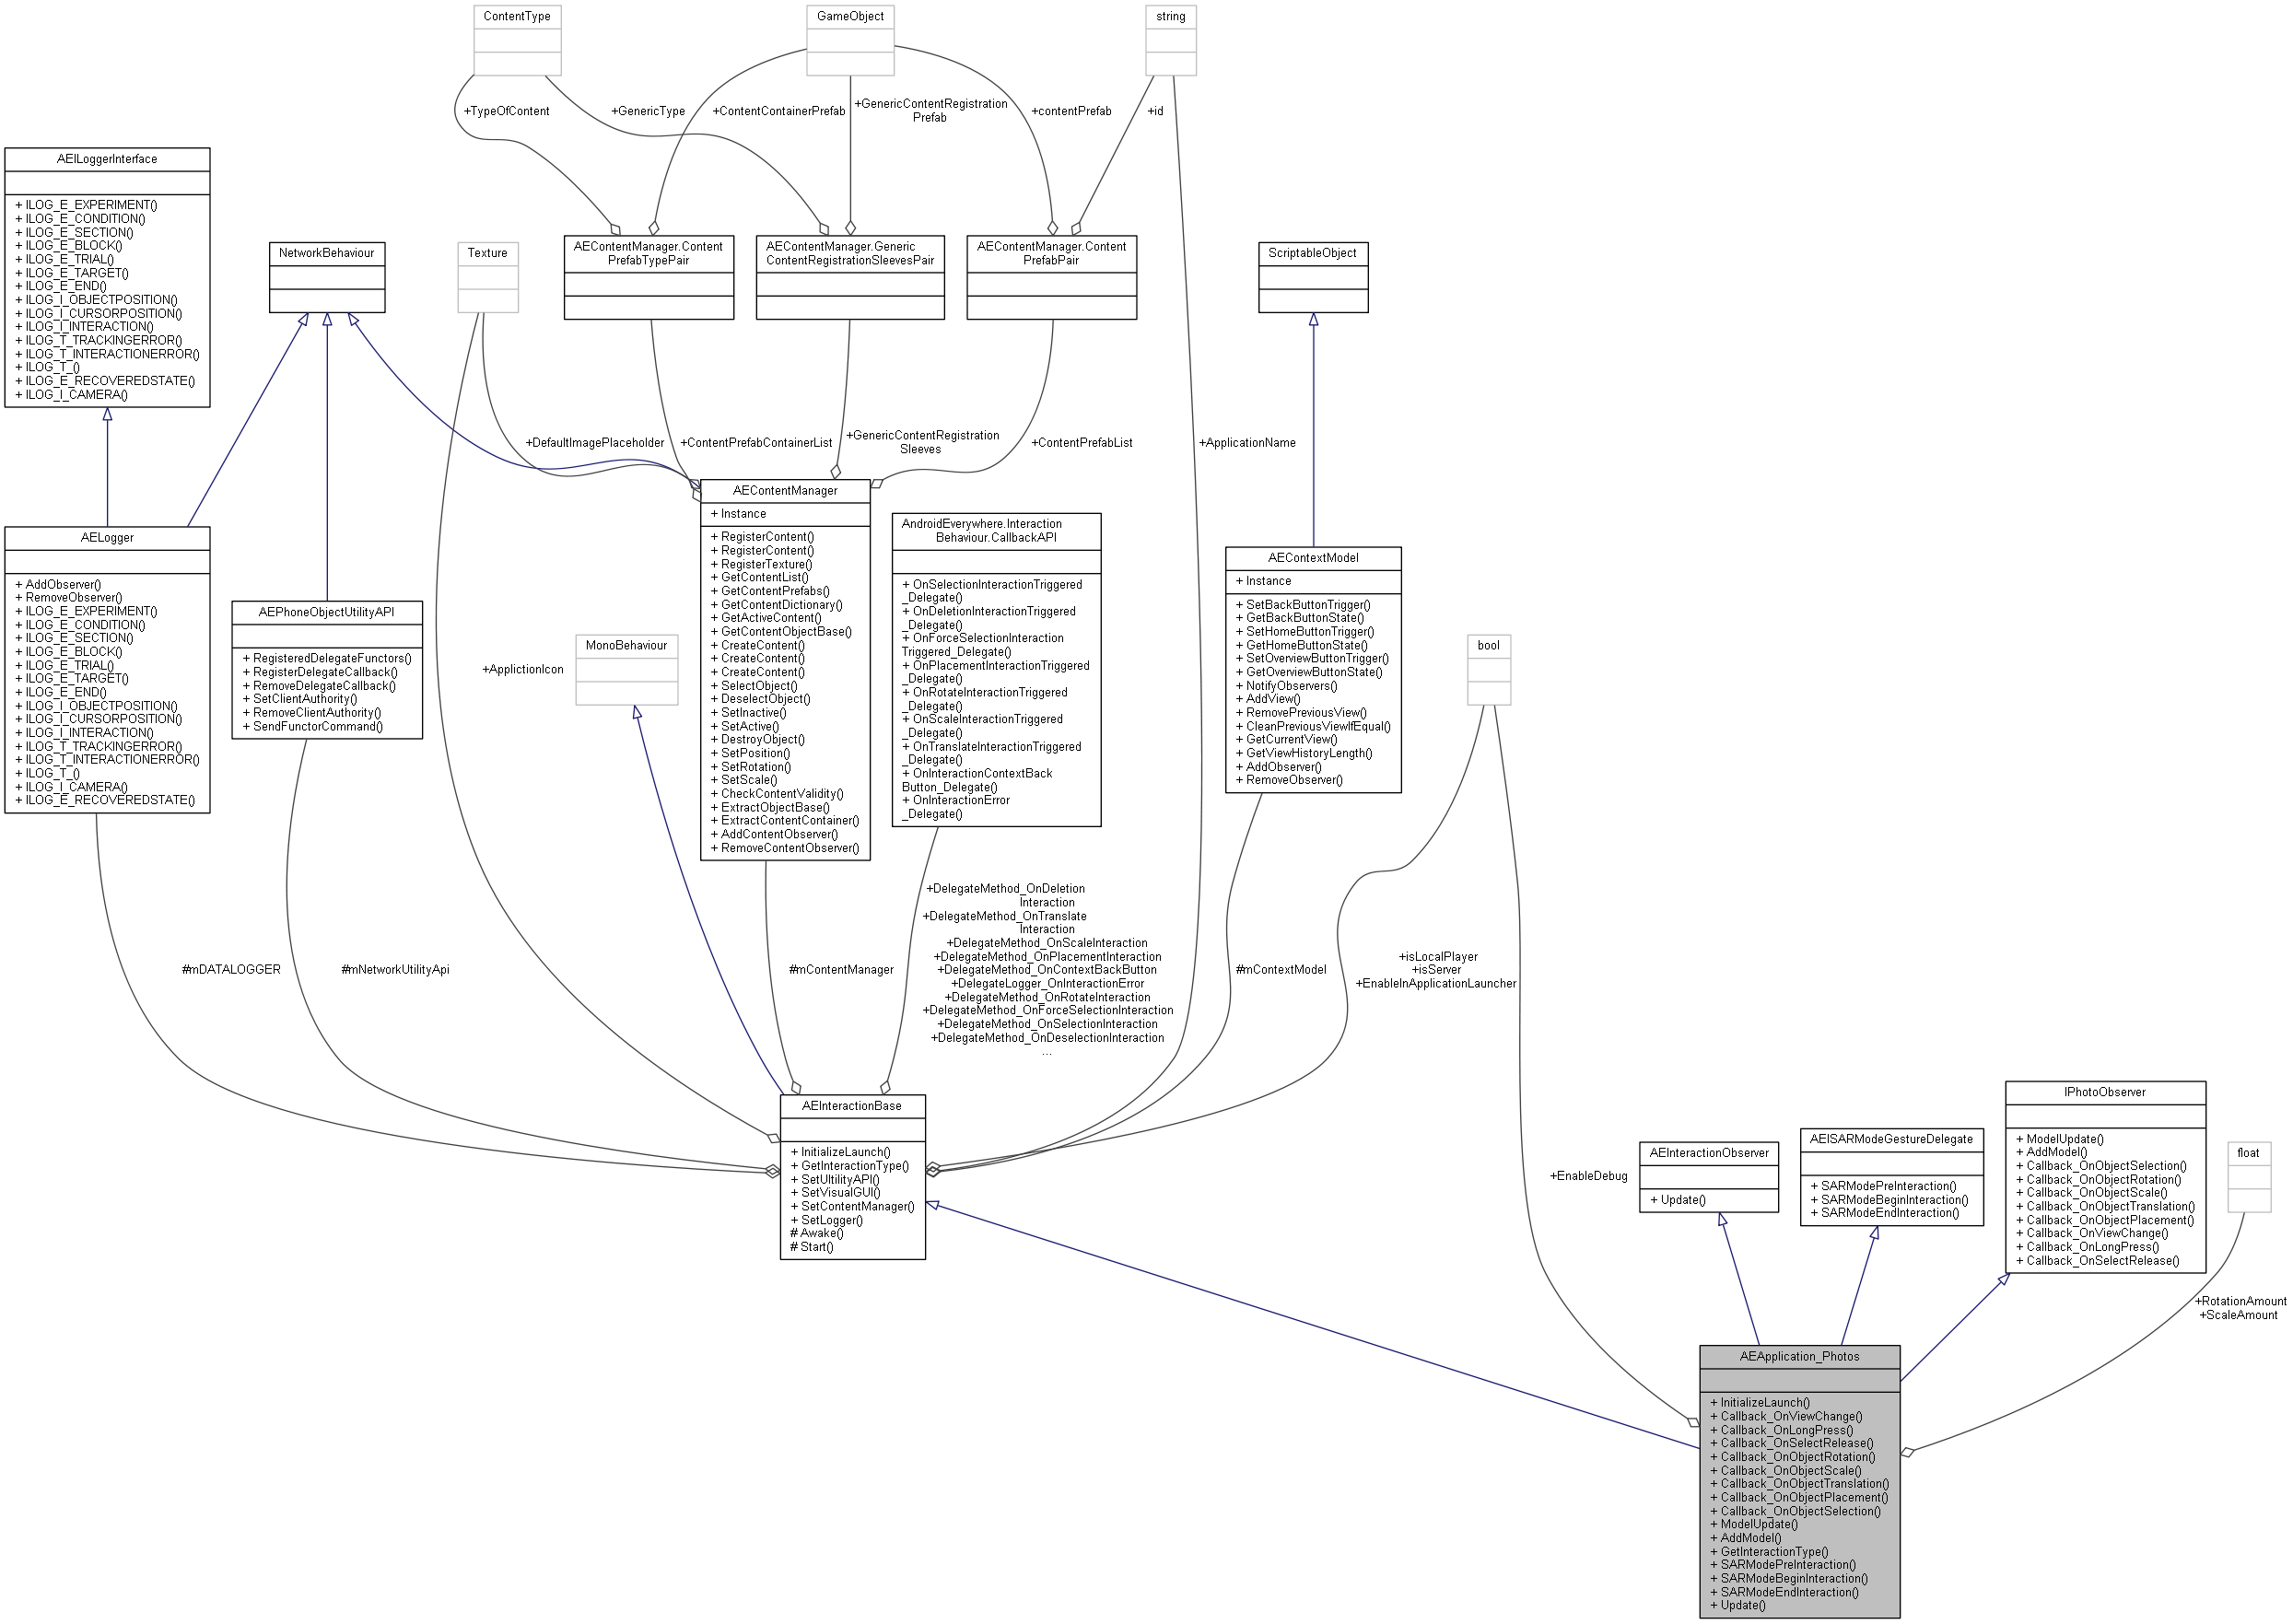 ContentType
GameObject
string
+TypeOfContent
+GenericType
+ContentContainerPrefab
+GenericContentRegistration
Prefab
+contentPrefab
+id
AEILoggerInterface
+ ILOG_E_EXPERIMENT()
+ ILOG_E_CONDITION()
+ ILOG_E_SECTION()
+ ILOG_E_BLOCK()
+ ILOG_E_TRIAL()
+ ILOG_E_TARGET()
+ ILOG_E_END()
+ ILOG_I_OBJECTPOSITION()
+ ILOG_I_CURSORPOSITION()
+ ILOG_I_INTERACTION()
+ ILOG_T_TRACKINGERROR()
+ ILOG_T_INTERACTIONERROR()
+ ILOG_T_()
+ ILOG_E_RECOVEREDSTATE()
+ ILOG_I_CAMERA()
NetworkBehaviour
Texture
AEContentManager.Content
PrefabTypePair
AEContentManager.Generic
ContentRegistrationSleevesPair
AEContentManager.Content
PrefabPair
ScriptableObject
+DefaultImagePlaceholder
+ContentPrefabContainerList
+GenericContentRegistration
Sleeves
+ContentPrefabList
+ApplicationName
AELogger
+ AddObserver()
+ RemoveObserver()
+ ILOG_E_EXPERIMENT()
+ ILOG_E_CONDITION()
+ ILOG_E_SECTION()
+ ILOG_E_BLOCK()
+ ILOG_E_TRIAL()
+ ILOG_E_TARGET()
+ ILOG_E_END()
+ ILOG_I_OBJECTPOSITION()
+ ILOG_I_CURSORPOSITION()
+ ILOG_I_INTERACTION()
+ ILOG_T_TRACKINGERROR()
+ ILOG_T_INTERACTIONERROR()
+ ILOG_T_()
+ ILOG_I_CAMERA()
+ ILOG_E_RECOVEREDSTATE()
AEPhoneObjectUtilityAPI
+ RegisteredDelegateFunctors()
+ RegisterDelegateCallback()
+ RemoveDelegateCallback()
+ SetClientAuthority()
+ RemoveClientAuthority()
+ SendFunctorCommand()
+ApplictionIcon
MonoBehaviour
AEContentManager
+ Instance
+ RegisterContent()
+ RegisterContent()
+ RegisterTexture()
+ GetContentList()
+ GetContentPrefabs()
+ GetContentDictionary()
+ GetActiveContent()
+ GetContentObjectBase()
+ CreateContent()
+ CreateContent()
+ CreateContent()
+ SelectObject()
+ DeselectObject()
+ SetInactive()
+ SetActive()
+ DestroyObject()
+ SetPosition()
+ SetRotation()
+ SetScale()
+ CheckContentValidity()
+ ExtractObjectBase()
+ ExtractContentContainer()
+ AddContentObserver()
+ RemoveContentObserver()
AndroidEverywhere.Interaction
Behaviour.CallbackAPI
+ OnSelectionInteractionTriggered
_Delegate()
+ OnDeletionInteractionTriggered
_Delegate()
+ OnForceSelectionInteraction
Triggered_Delegate()
+ OnPlacementInteractionTriggered
_Delegate()
+ OnRotateInteractionTriggered
_Delegate()
+ OnScaleInteractionTriggered
_Delegate()
+ OnTranslateInteractionTriggered
_Delegate()
+ OnInteractionContextBack
Button_Delegate()
+ OnInteractionError
_Delegate()
AEContextModel
+ Instance
+ SetBackButtonTrigger()
+ GetBackButtonState()
+ SetHomeButtonTrigger()
+ GetHomeButtonState()
+ SetOverviewButtonTrigger()
+ GetOverviewButtonState()
+ NotifyObservers()
+ AddView()
+ RemovePreviousView()
+ CleanPreviousViewIfEqual()
+ GetCurrentView()
+ GetViewHistoryLength()
+ AddObserver()
+ RemoveObserver()
bool
#mDATALOGGER
#mNetworkUtilityApi
#mContentManager
+DelegateMethod_OnDeletion
Interaction
+DelegateMethod_OnTranslate
Interaction
+DelegateMethod_OnScaleInteraction
+DelegateMethod_OnPlacementInteraction
+DelegateMethod_OnContextBackButton
+DelegateLogger_OnInteractionError
+DelegateMethod_OnRotateInteraction
+DelegateMethod_OnForceSelectionInteraction
+DelegateMethod_OnSelectionInteraction
+DelegateMethod_OnDeselectionInteraction
...
#mContextModel
+isLocalPlayer
+isServer
+EnableInApplicationLauncher
AEInteractionBase
+ InitializeLaunch()
+ GetInteractionType()
+ SetUltilityAPI()
+ SetVisualGUI()
+ SetContentManager()
+ SetLogger()
# Awake()
# Start()
+EnableDebug
AEInteractionObserver
+ Update()
AEISARModeGestureDelegate
+ SARModePreInteraction()
+ SARModeBeginInteraction()
+ SARModeEndInteraction()
IPhotoObserver
+ ModelUpdate()
+ AddModel()
+ Callback_OnObjectSelection()
+ Callback_OnObjectRotation()
+ Callback_OnObjectScale()
+ Callback_OnObjectTranslation()
+ Callback_OnObjectPlacement()
+ Callback_OnViewChange()
+ Callback_OnLongPress()
+ Callback_OnSelectRelease()
float
+RotationAmount
+ScaleAmount
AEApplication_Photos
+ InitializeLaunch()
+ Callback_OnViewChange()
+ Callback_OnLongPress()
+ Callback_OnSelectRelease()
+ Callback_OnObjectRotation()
+ Callback_OnObjectScale()
+ Callback_OnObjectTranslation()
+ Callback_OnObjectPlacement()
+ Callback_OnObjectSelection()
+ ModelUpdate()
+ AddModel()
+ GetInteractionType()
+ SARModePreInteraction()
+ SARModeBeginInteraction()
+ SARModeEndInteraction()
+ Update()